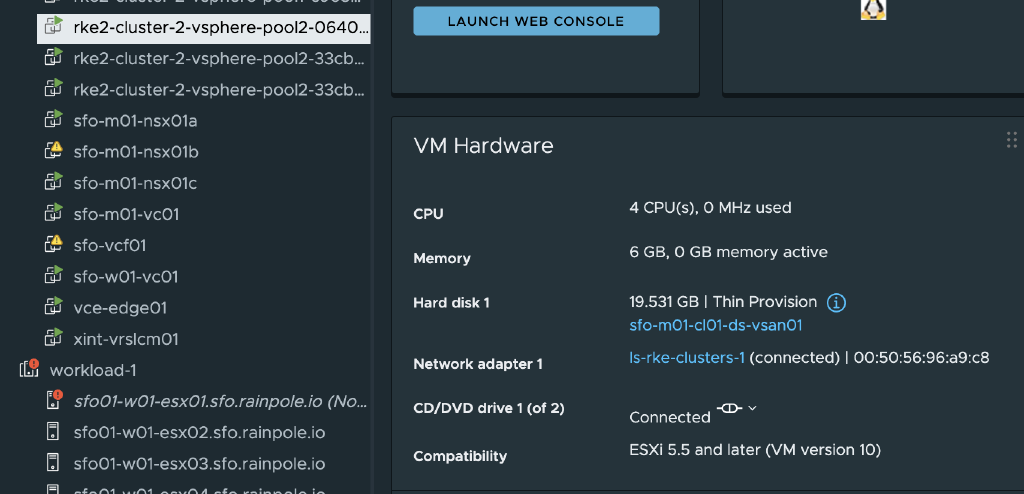 rke2-cluster-2-vsphere-pool2-0640...
rke2-cluster-2-vsphere-pool2-33cb...
rke2-cluster-2-vsphere-pool2-33cb...
sfo-m01-nsx01a
sfo-m01-nsx01b
sfo-m01-nsx01c
sfo-m01-vc01
sfo-vcf01
sfo-w01-vc01
vce-edge01
xint-vrslcm01
workload-1
sfo01-w01-esx01.sfo.rainpole.io (No...
sfo01-w01-esx02.sfo.rainpole.io
sfo01-w01-esx03.sfo.rainpole.io
sfo01-w01-esx04.sfo.rainpole.io
LAUNCH WEB CONSOLE
VM Hardware
CPU 4 CPU(s), 0 MHz used
Memory 6 GB, 0 GB memory active
Hard disk 1 19.531 GB | Thin Provision
sfo-m01-cl01-ds-vsan01
Network adapter 1 ls-rke-clusters-1 (connected) | 00:50:56:96:a9:c8
CD/DVD drive 1 (of 2) Connected
Compatibility ESXi 5.5 and later (VM version 10)